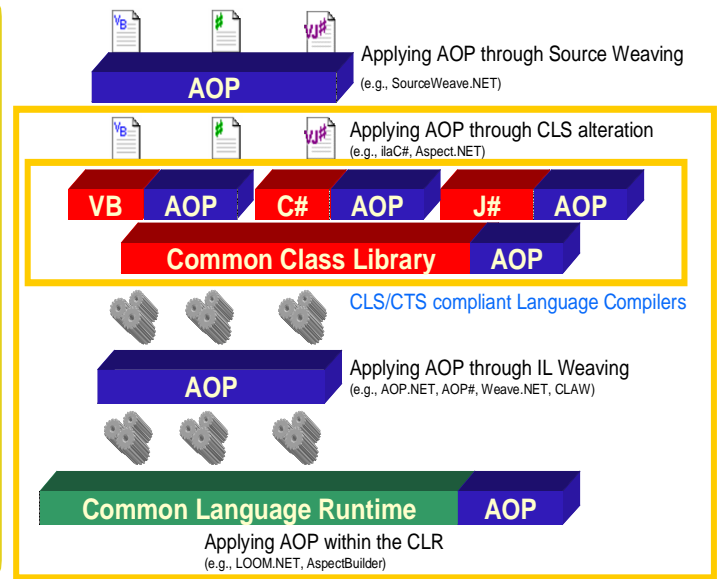 VB # VJ#
Applying AOP through Source Weaving
AOP
(e.g., SourceWeave.NET)
VB # VJ#
Applying AOP through CLS alteration
(e.g., ilaC#, Aspect.NET)
VB AOP C# AOP J# AOP
Common Class Library AOP
CLS/CTS compliant Language Compilers
Applying AOP through IL Weaving
AOP
(e.g., AOP.NET, AOP#, Weave.NET, CLAW)
Common Language Runtime AOP
Applying AOP within the CLR
(e.g., LOOM.NET, AspectBuilder)